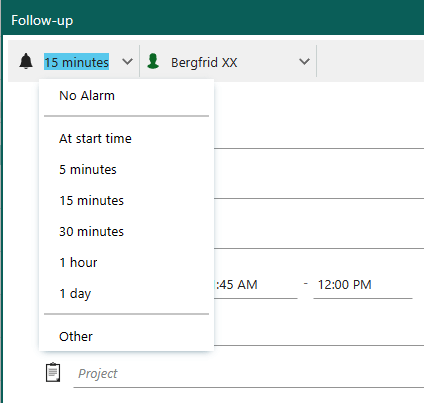 Follow-up
15 minutes Bergfrid XX
No Alarm
At start time
5 minutes
15 minutes
30 minutes
1 hour
:45 AM - 12:00 PM
1 day
Other
Project